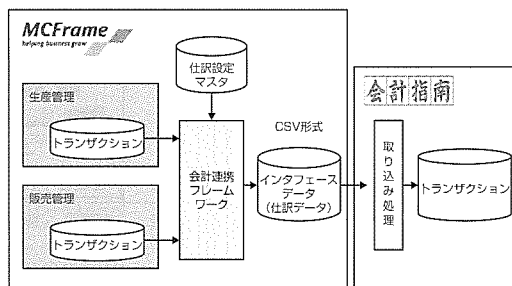 MCFrame
helping business grow
仕訳設定
マスタ
生産管理
トランザクション
販売管理
トランザクション
会計連携
フレーム
ワーク
CSV形式
インタフェース
データ
(仕訳データ)
会計指南
取り込み処理
トランザクション